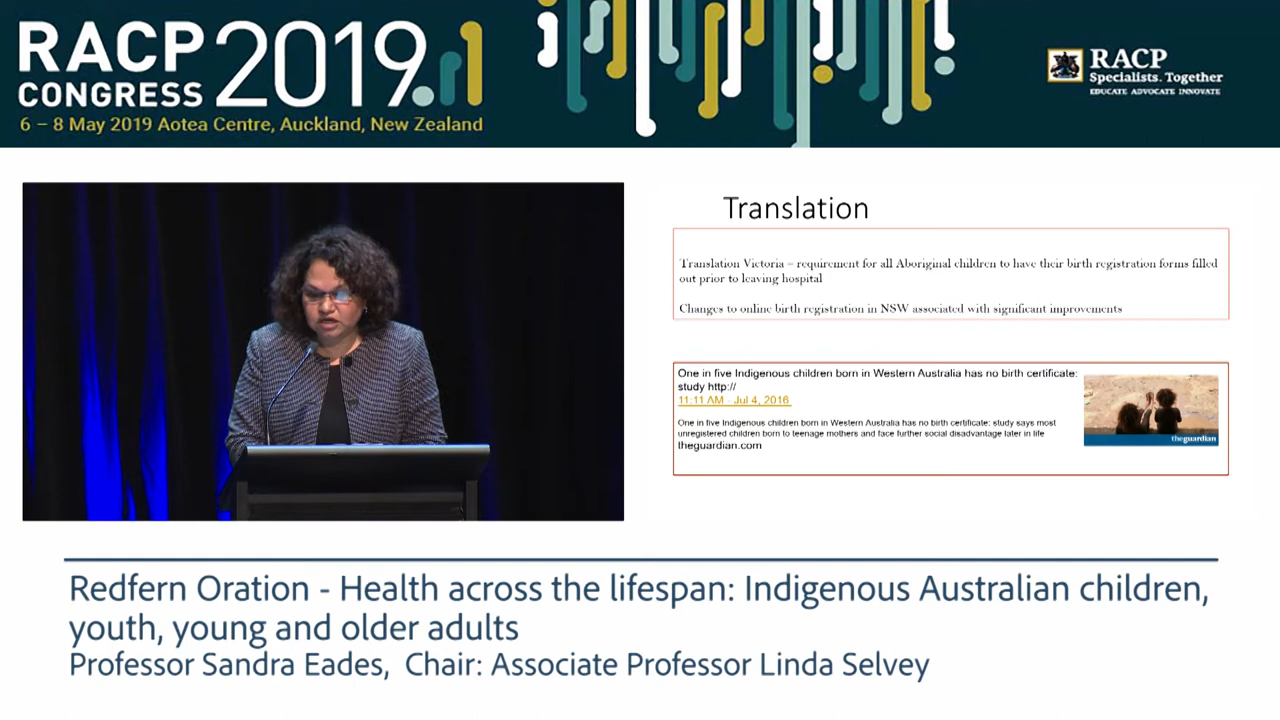 RACP
CONGRESS
2019
6 – 8 May 2019 Aotea Centre, Auckland, New Zealand
RACP
Specialists. Together
EDUCATE ADVOCATE INNOVATE
Translation
Translation Victoria – requirement for all Aboriginal children to have their birth registration forms filled
out prior to leaving hospital
Changes to online birth registration in NSW associated with significant improvements
One in five Indigenous children born in Western Australia has no birth certificate:
study http://
11:11 AM - Jul 4, 2016
One in five Indigenous children born in Western Australia has no birth certificate: study says most
unregistered children born to teenage mothers and face further social disadvantage later in life
theguardian.com
theguardian
Redfern Oration - Health across the lifespan: Indigenous Australian children,
youth, young and older adults
Professor Sandra Eades, Chair: Associate Professor Linda Selvey